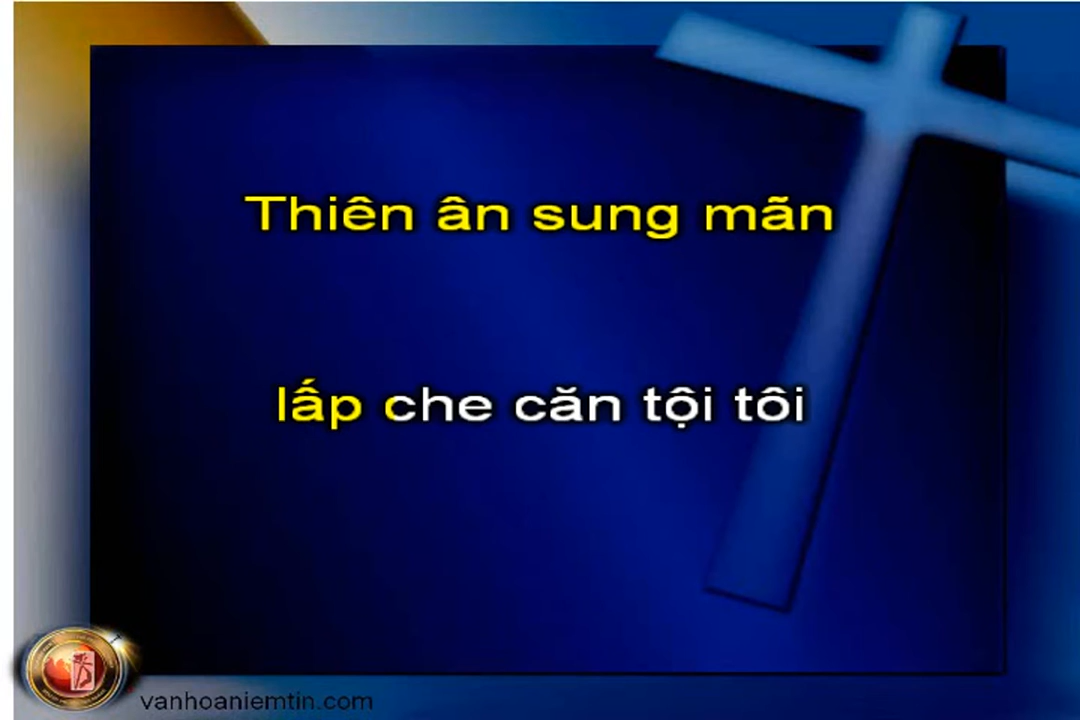 Thiên ân sung mãn
lấp che căn tội tôi
vanhoaniemtin.com